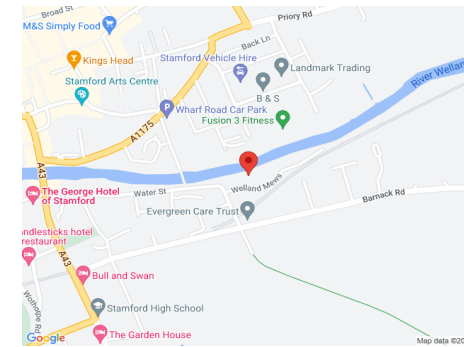 Broad St
Priory Rd
M&S Simply Food
Back Ln
Kings Head
Stamford Vehicle Hire
Landmark Trading
Stamford Arts Centre
B & S
River Wellan
Wharf Road Car Park
Fusion 3 Fitness
A1175
A43
Water St
Welland Mews
Barnack Rd
The George Hotel
of Stamford
Evergreen Care Trust
ndlesticks hotel
restaurant
A43
Bull and Swan
Wothorpe Rd
Stamford High School
The Garden House
Google
Map data ©20